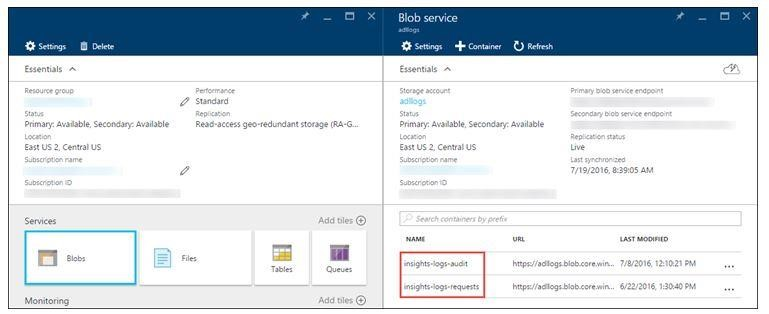 Settings
Delete
Essentials
Resource group
Performance
Standard
Status
Primary: Available, Secondary: Available
Replication
Read-access geo-redundant storage (RA-G...
Location
East US 2, Central US
Subscription name
Subscription ID
Services
Add tiles
Blobs
Files
Tables
Queues
Monitoring
Add tiles
Blob service
adllogs
Settings
Container
Refresh
Essentials
Storage account
adllogs
Primary blob service endpoint
Status
Primary: Available, Secondary: Available
Secondary blob service endpoint
Location
East US 2, Central US
Replication status
Live
Subscription name
Last synchronized
7/19/2016, 8:39:05 AM
Subscription ID
Search containers by prefix
NAME URL LAST MODIFIED
insights-logs-audit https://adllogs.blob.core.win... 7/8/2016, 12:10:21 PM ...
insights-logs-requests https://adllogs.blob.core.win... 6/22/2016, 1:30:40 PM ...